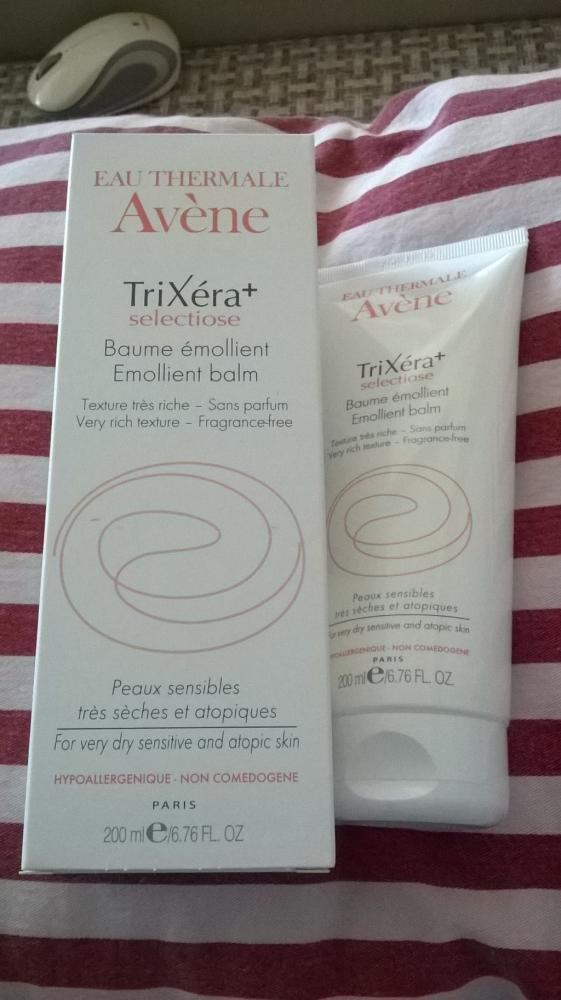 EAU THERMALE
Avène
TriXéra+
selectiose
Baume émollient
Emollient balm
Texture très riche – Sans parfum
Very rich texture – Fragrance-free
Peaux sensibles
très sèches et atopiques
For very dry sensitive and atopic skin
HYPOALLERGENIQUE - NON COMEDOGENE
PARIS
200 ml e/6.76 FL. OZ
EAU THERMALE
Avène
TriXéra+
selectiose
Baume émollient
Emollient balm
Texture très riche – Sans parfum
Very rich texture – Fragrance-free
Peaux sensibles
très sèches et atopiques
For very dry sensitive and atopic skin
HYPOALLERGENIQUE - NON COMEDOGENE
PARIS
200 ml e/6.76 FL. OZ